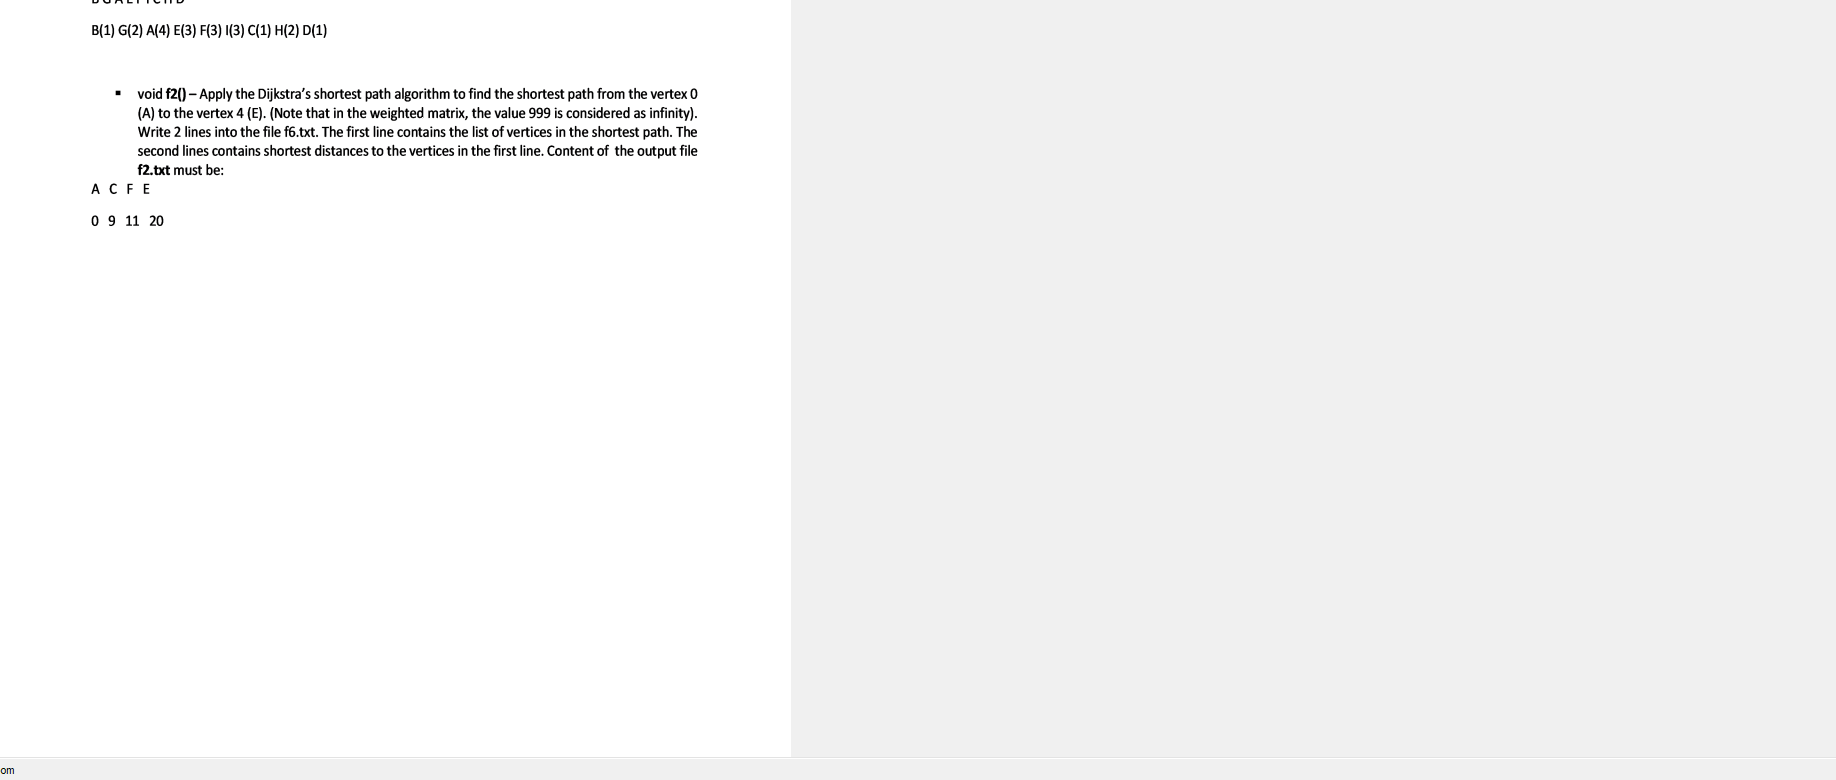 B(1) G(2) A(4) E(3) F(3) I(3) C(1) H(2) D(1)
▪ void f2() – Apply the Dijkstra's shortest path algorithm to find the shortest path from the vertex 0
(A) to the vertex 4 (E). (Note that in the weighted matrix, the value 999 is considered as infinity).
Write 2 lines into the file f6.txt. The first line contains the list of vertices in the shortest path. The
second lines contains shortest distances to the vertices in the first line. Content of the output file
f2.txt must be:
A C F E
0 9 11 20
om